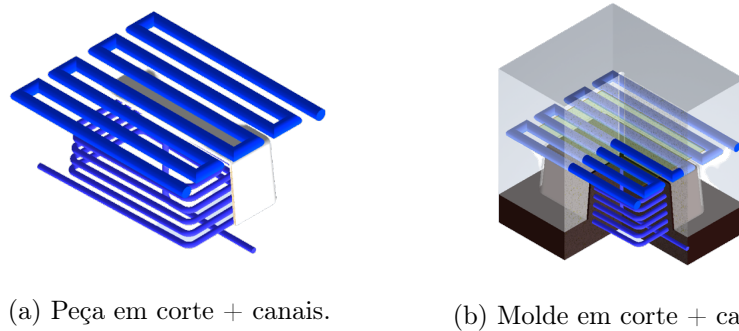 (a) Peça em corte + canais.
(b) Molde em corte + ca